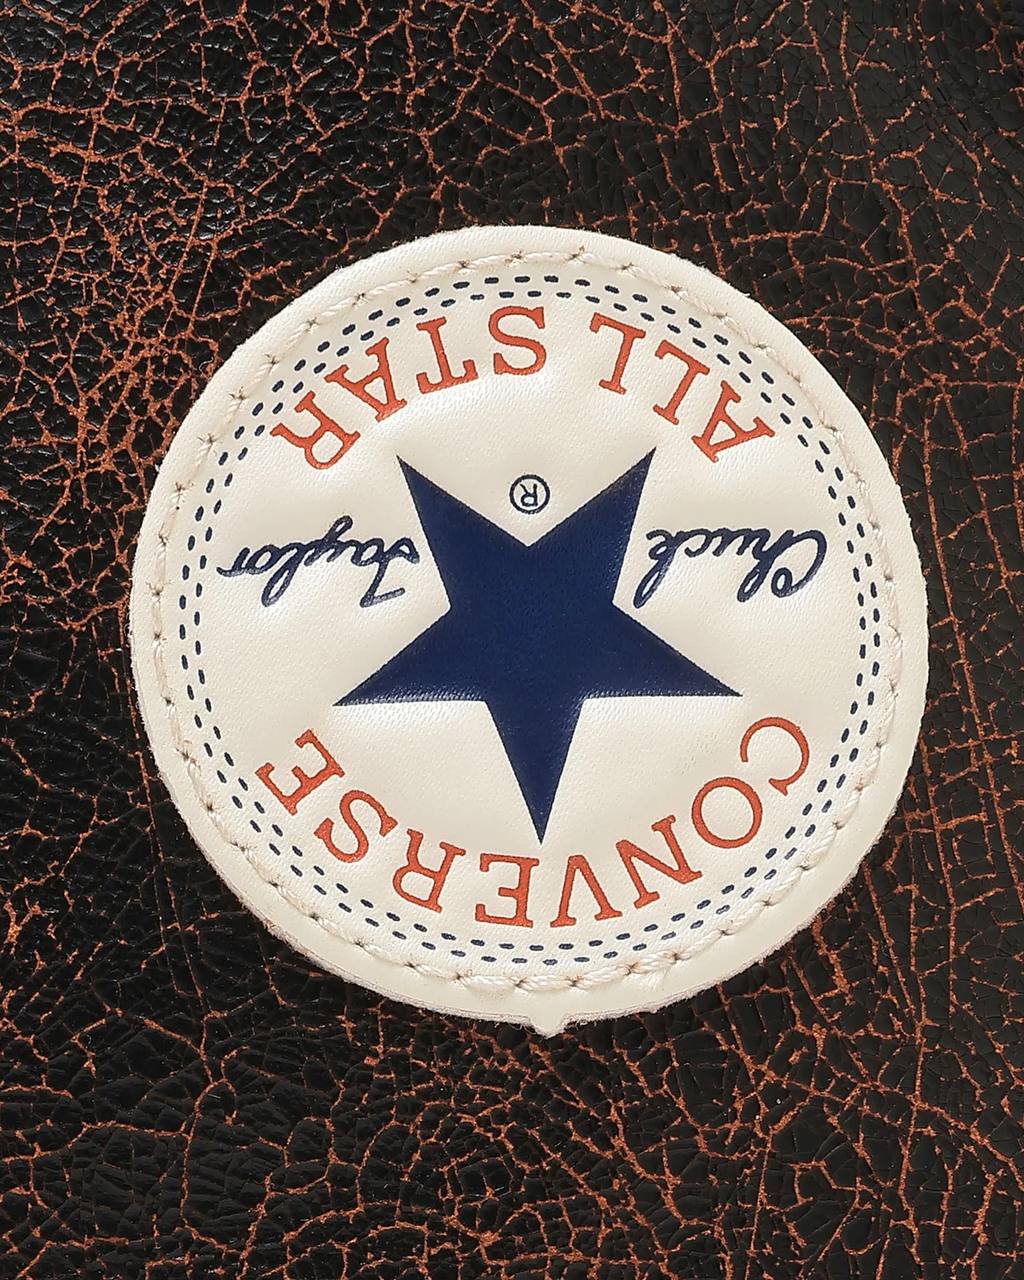 CONVERSE
Chuck Taylor
®
ALL STAR